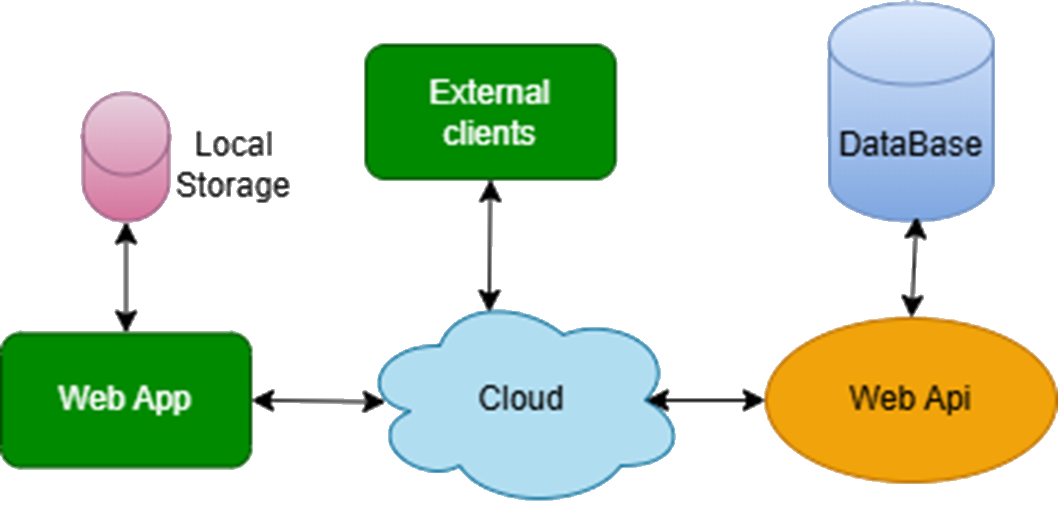 External
clients
Local
Storage
DataBase
Web App
Cloud
Web Api